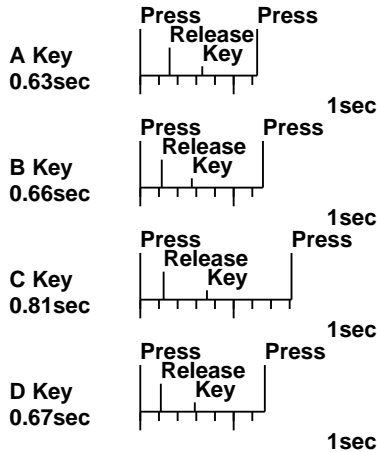 Press Press
Release
A Key Key
0.63sec
1sec
Press Press
Release
B Key Key
0.66sec
1sec
Press Press
Release
C Key Key
0.81sec
1sec
Press Press
Release
D Key Key
0.67sec
1sec